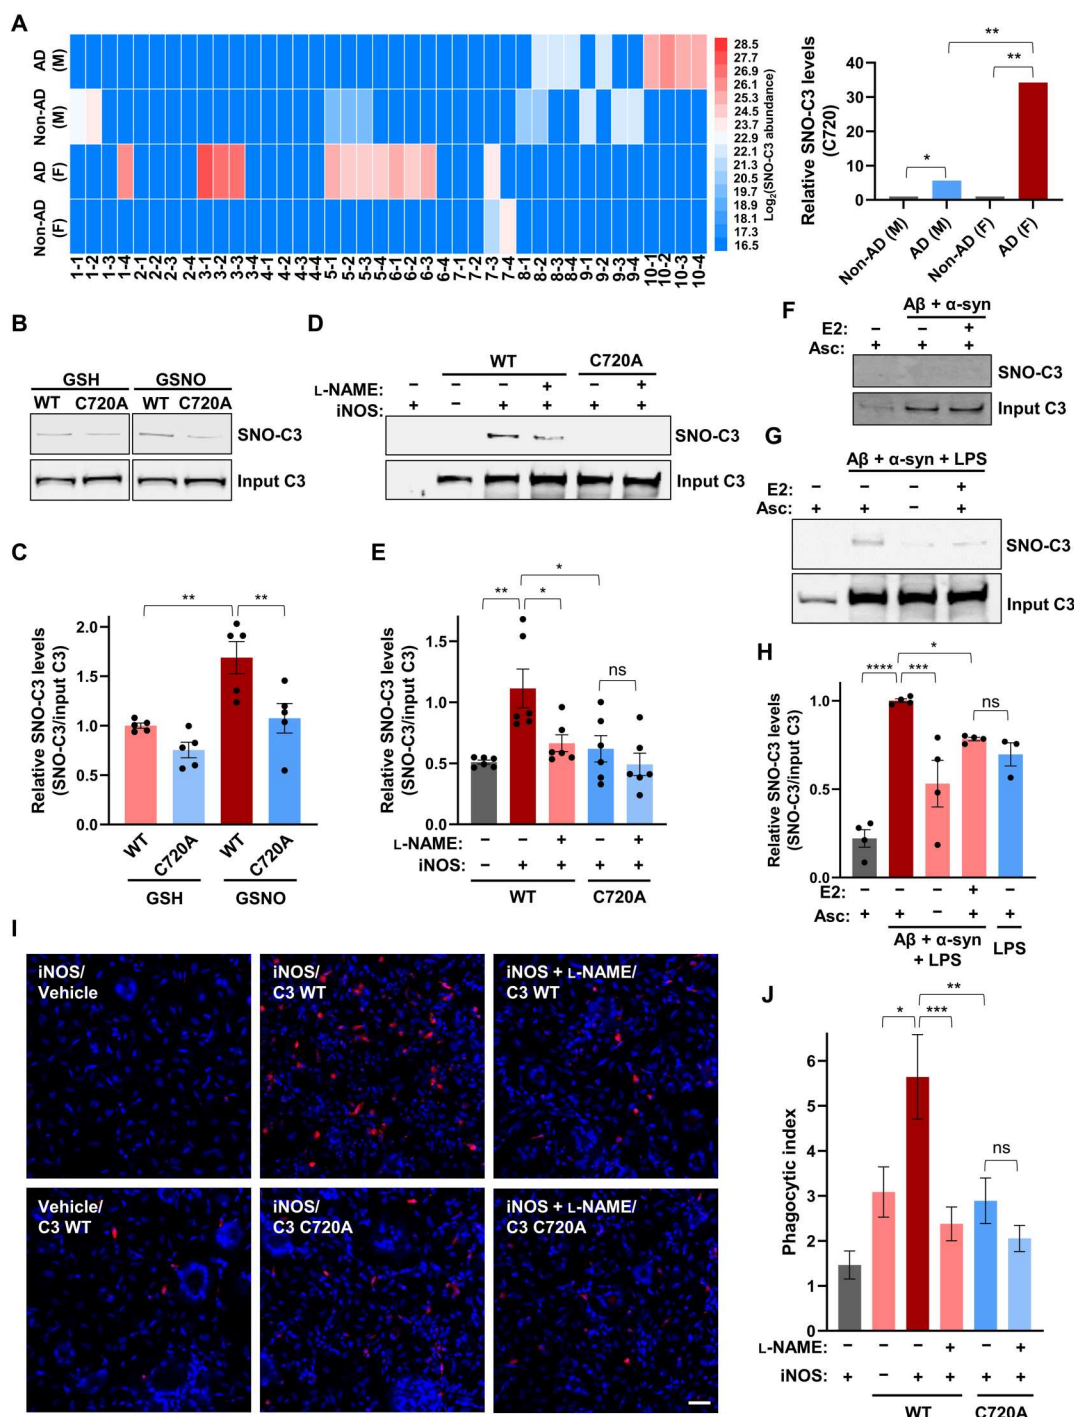 A
AD (M)
Non-AD (M)
AD (F)
Non-AD (F)
1-1 1-2 1-3 1-4 2-1 2-2 2-3 2-4 3-1 3-2 3-3 3-4 4-1 4-2 4-3 4-4 5-1 5-2 5-3 5-4 6-1 6-2 6-3 6-4 7-1 7-2 7-3 7-4 8-1 8-2 8-3 8-4 9-1 9-2 9-3 9-4 10-1 10-2 10-3 10-4
28.5
27.7
26.9
26.1
25.3
24.5
23.7
22.9
22.1
21.3
20.5
19.7
18.9
18.1
17.3
16.5
Log2(SNO-C3 abundance)
Relative SNO-C3 levels
(C720)
40
30
20
10
0
* ** **
Non-AD (M) AD (M) Non-AD (F) AD (F)
B
GSH GSNO
WT C720A WT C720A
SNO-C3
Input C3
C
Relative SNO-C3 levels
(SNO-C3/input C3)
2.0
1.5
1.0
0.5
0.0
** **
WT C720A WT C720A
GSH GSNO
D
WT C720A
L-NAME: – – – + – +
iNOS: + – + + + +
SNO-C3
Input C3
E
Relative SNO-C3 levels
(SNO-C3/input C3)
1.5
1.0
0.5
0.0
*
** *
ns
L-NAME: – – + – +
iNOS: – + + + +
WT C720A
F
Aβ + α-syn
E2: – – +
Asc: + + +
SNO-C3
Input C3
G
Aβ + α-syn + LPS
E2: – – – +
Asc: + + – +
SNO-C3
Input C3
H
Relative SNO-C3 levels
(SNO-C3/input C3)
1.0
0.5
0.0
*
**** ***
ns
E2: – – – + –
Asc: + + – + +
Aβ + α-syn
+ LPS
LPS
I
iNOS/
Vehicle
iNOS/
C3 WT
iNOS + L-NAME/
C3 WT
Vehicle/
C3 WT
iNOS/
C3 C720A
iNOS + L-NAME/
C3 C720A
J
Phagocytic index
6
5
4
3
2
1
0
**
* ***
ns
L-NAME: – – – + – +
iNOS: + – + + + +
WT C720A